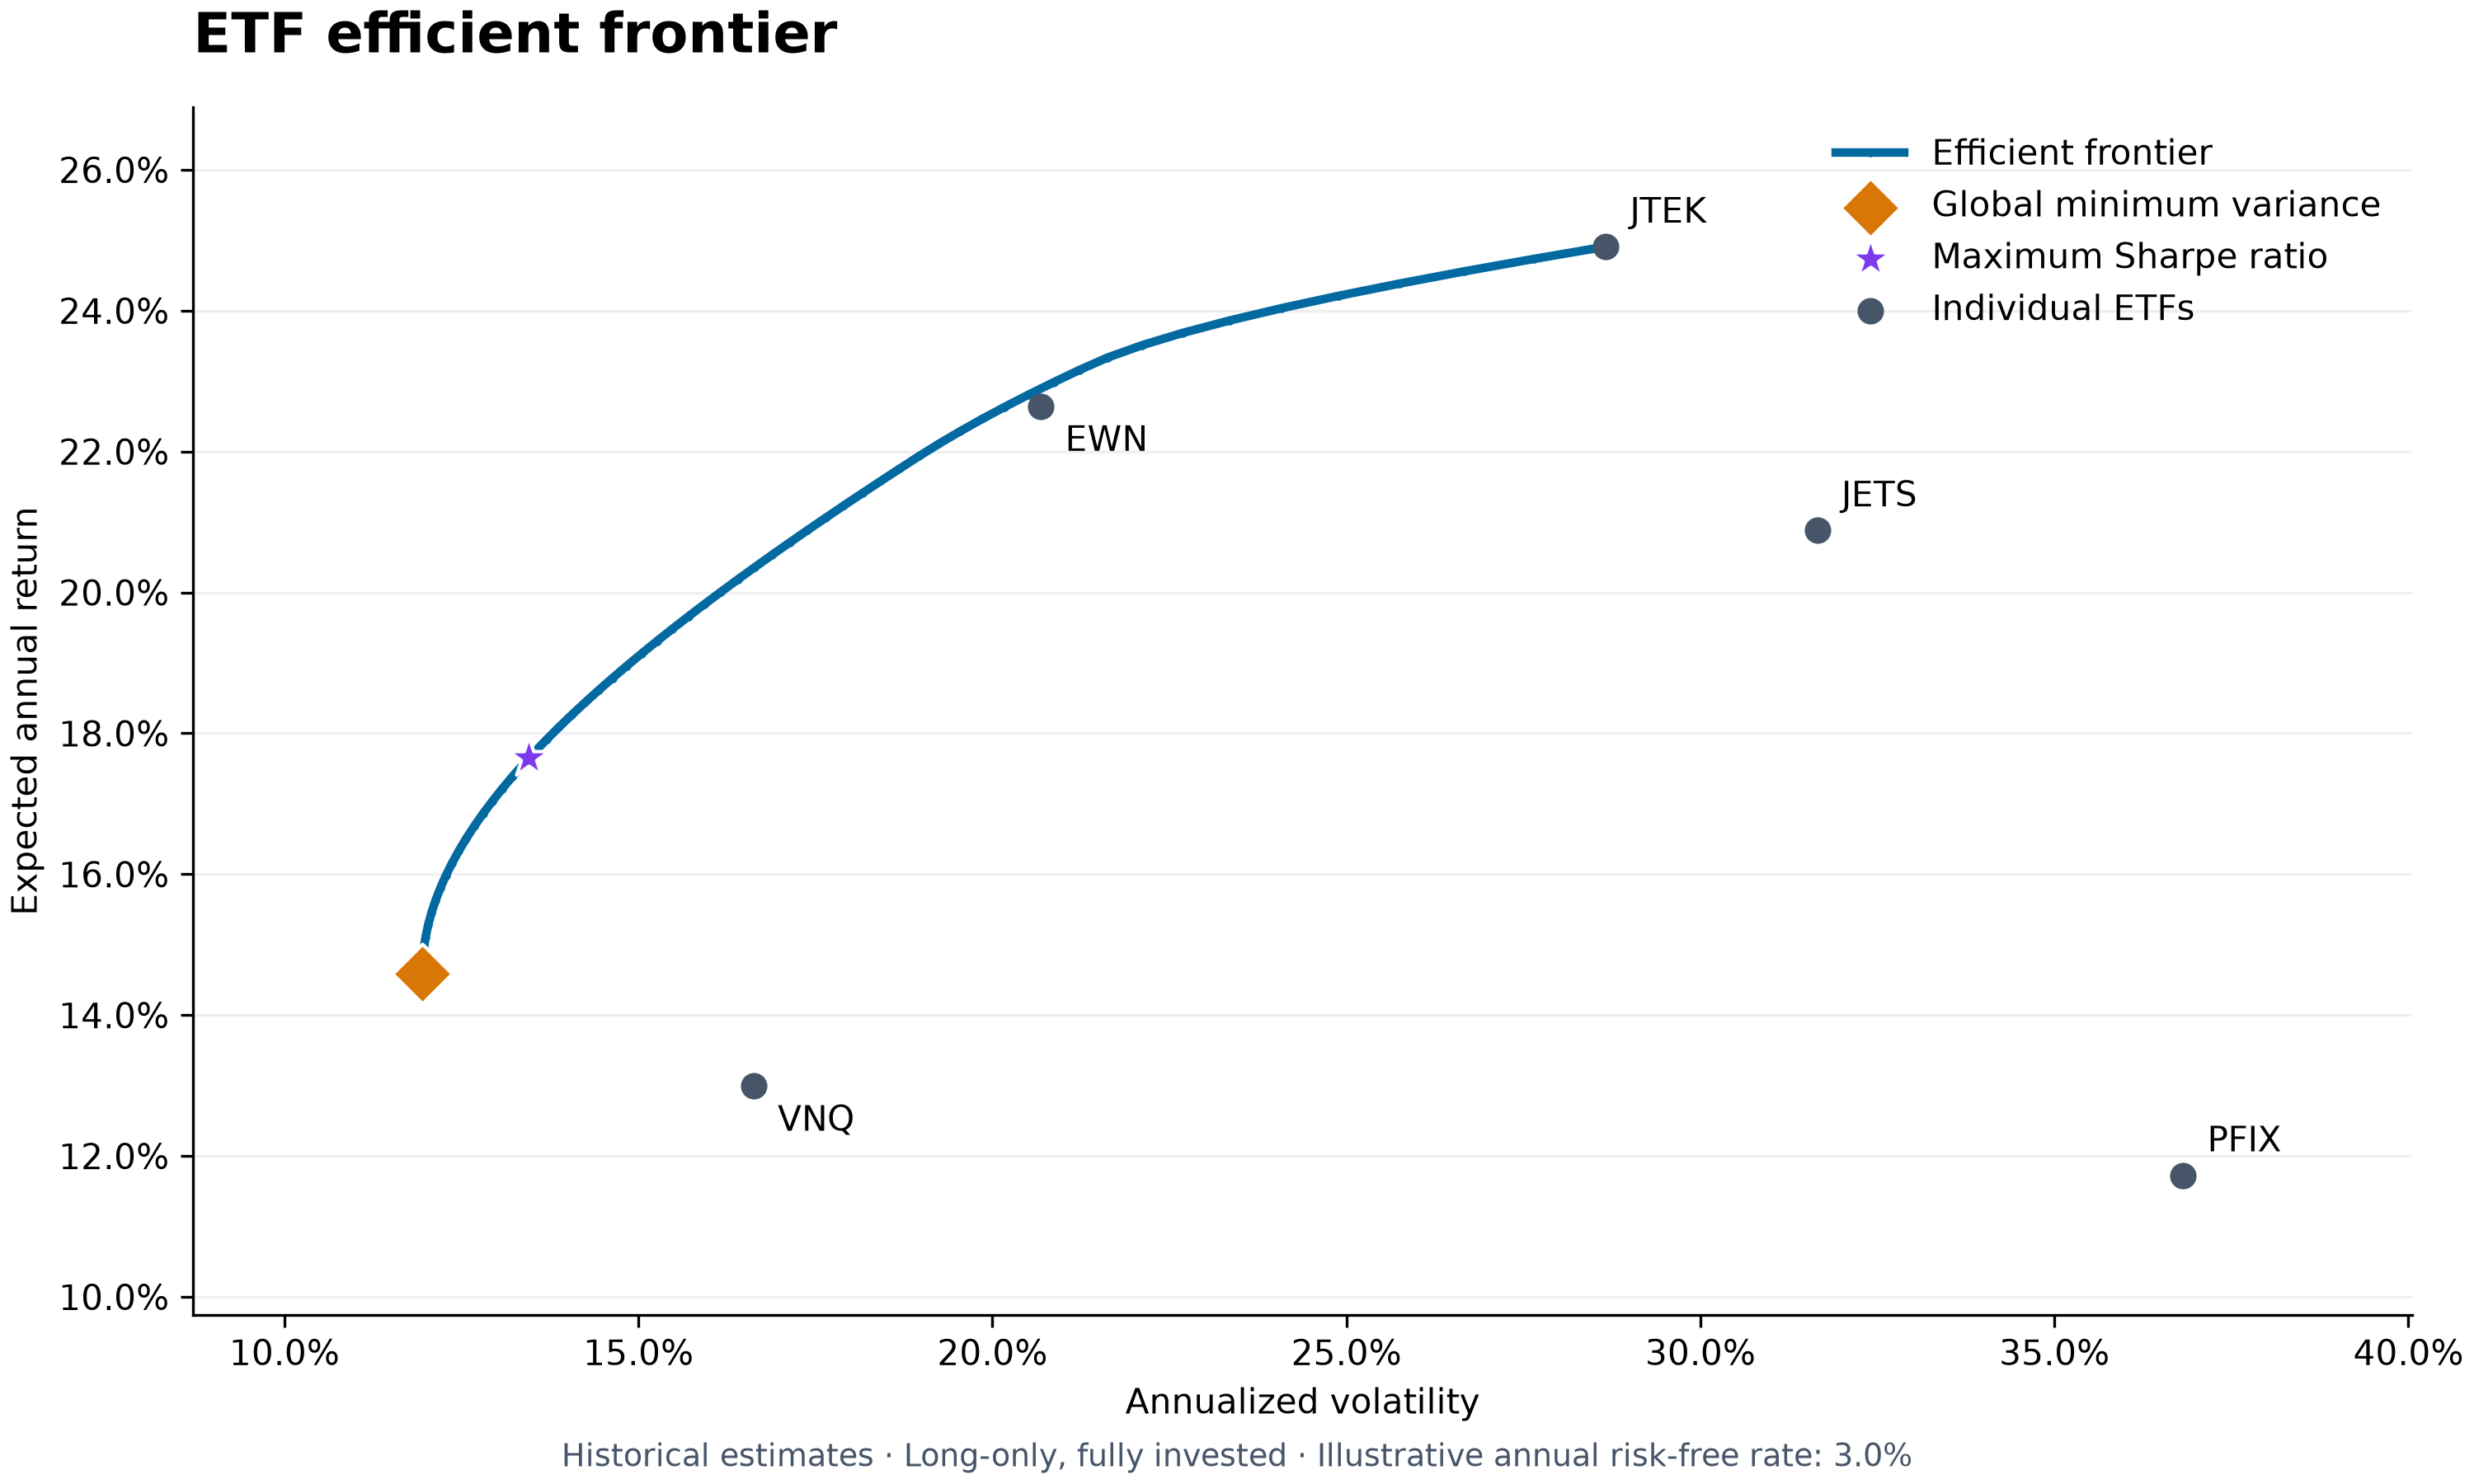 ETF efficient frontier
Efficient frontier
Global minimum variance
Maximum Sharpe ratio
Individual ETFs
Expected annual return
26.0%
24.0%
22.0%
20.0%
18.0%
16.0%
14.0%
12.0%
10.0%
JTEK
EWN
JETS
VNQ
PFIX
10.0% 15.0% 20.0% 25.0% 30.0% 35.0% 40.0%
Annualized volatility
Historical estimates · Long-only, fully invested · Illustrative annual risk-free rate: 3.0%